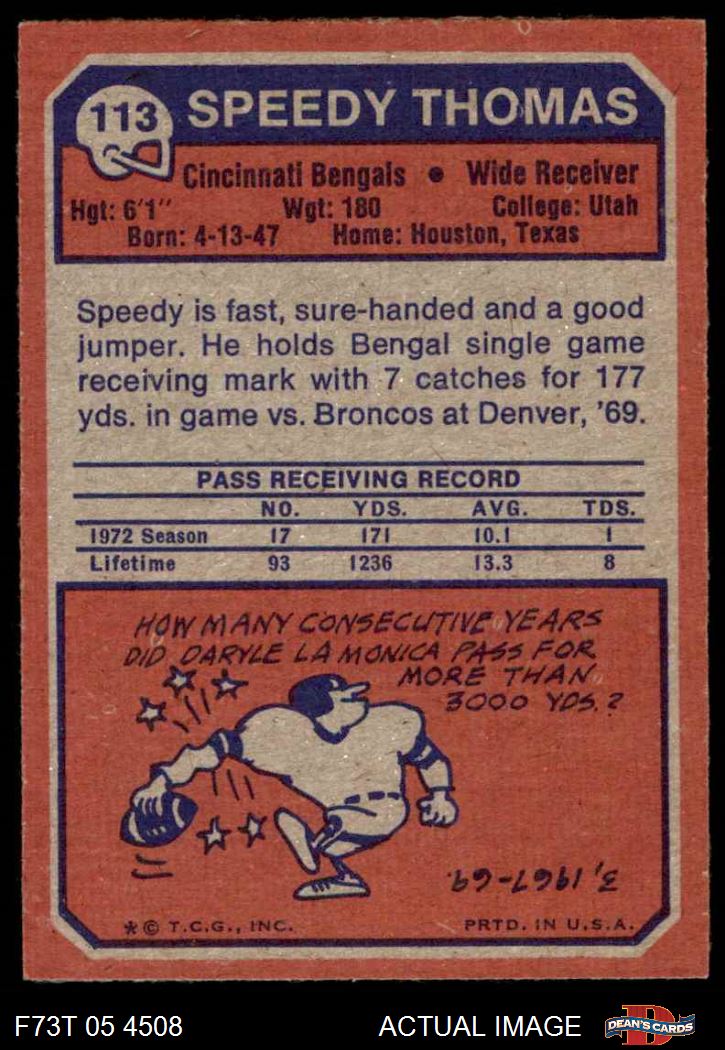 113 SPEEDY THOMAS
Cincinnati Bengals • Wide Receiver
Hgt: 6'1" Wgt: 180 College: Utah
Born: 4-13-47 Home: Houston, Texas
Speedy is fast, sure-handed and a good
jumper. He holds Bengal single game
receiving mark with 7 catches for 177
yds. in game vs. Broncos at Denver, '69.
PASS RECEIVING RECORD
NO. YDS. AVG. TDS.
1972 Season 17 171 10.1 1
Lifetime 93 1236 13.3 8
HOW MANY CONSECUTIVE YEARS
DID DARYLE LA MONICA PASS FOR
MORE THAN
3000 YDS.?
3, 1967-69.
* © T.C.G., INC. PRTD. IN U.S.A.
F73T 05 4508 ACTUAL IMAGE
D
DEAN'S CARDS